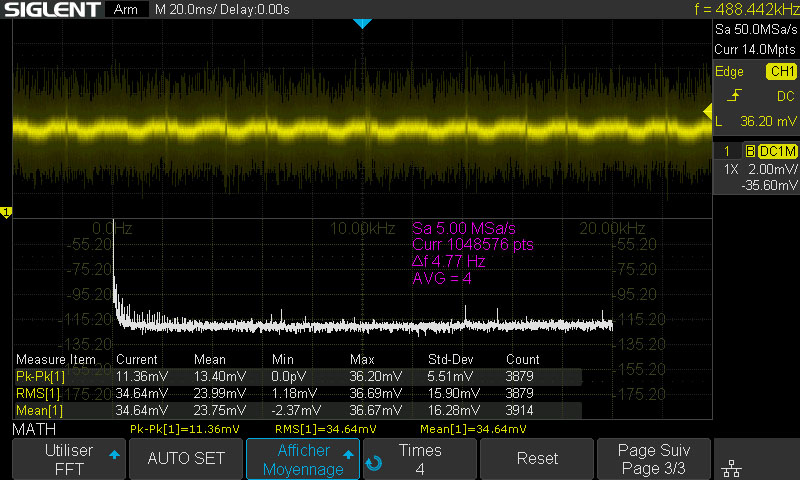 SIGLENT Arm M 20.0ms/ Delay:0.00s f = 488.442kHz
Sa 50.0MSa/s
Curr 14.0Mpts
Edge CH1
DC
L 36.20 mV
1 B DC1M
1X 2.00mV/
-35.60mV
1
0.00Hz 10.00kHz 20.00kHz
Sa 5.00 MSa/s
Curr 1048576 pts
Δf 4.77 Hz
AVG = 4
-55.20 -55.20
-75.20 -75.20
-95.20 -95.20
-115.20 -115.20
-135.20 -135.20
-175.20 -175.20
Measure Item Current Mean Min Max Std-Dev Count
Pk-Pk[1] 11.36mV 13.40mV 0.0pV 36.20mV 5.51mV 3879
RMS[1] 34.64mV 23.99mV 1.18mV 36.69mV 15.90mV 3879
Mean[1] 34.64mV 23.75mV -2.37mV 36.67mV 16.28mV 3914
MATH Pk-Pk[1]=11.36mV RMS[1]=34.64mV Mean[1]=34.64mV
Utiliser
FFT
AUTO SET
Afficher
Moyennage
Times
4
Reset
Page Suiv
Page 3/3